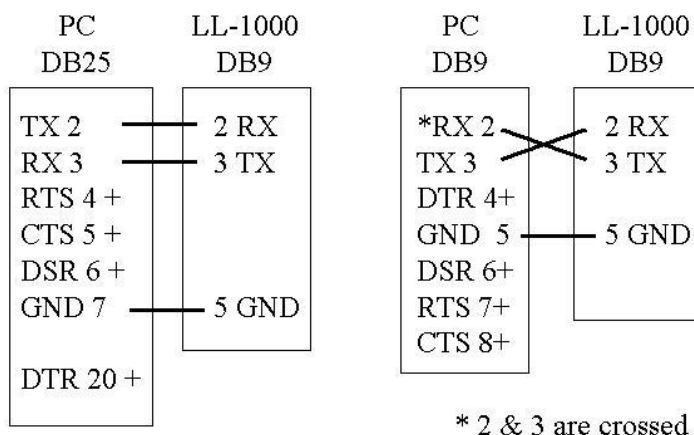 PC LL-1000
DB25 DB9
TX 2 2 RX
RX 3 3 TX
RTS 4 +
CTS 5 +
DSR 6 +
GND 7 5 GND
DTR 20 +
PC LL-1000
DB9 DB9
*RX 2 2 RX
TX 3 3 TX
DTR 4+
GND 5 5 GND
DSR 6+
RTS 7+
CTS 8+
* 2 & 3 are crossed